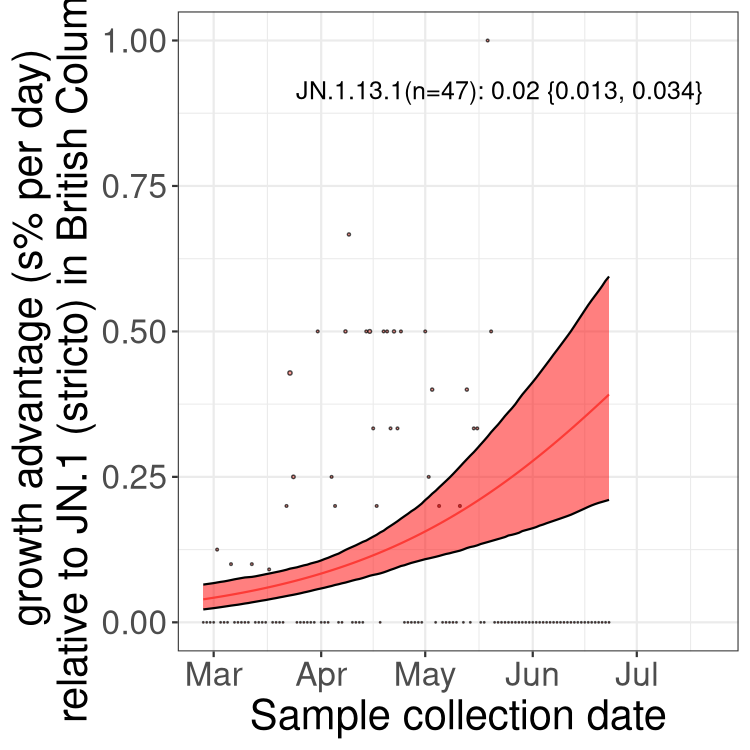 growth advantage (s% per day)
relative to JN.1 (stricto) in British Colum
1.00
0.75
0.50
0.25
0.00
JN.1.13.1(n=47): 0.02 {0.013, 0.034}
Mar Apr May Jun Jul
Sample collection date